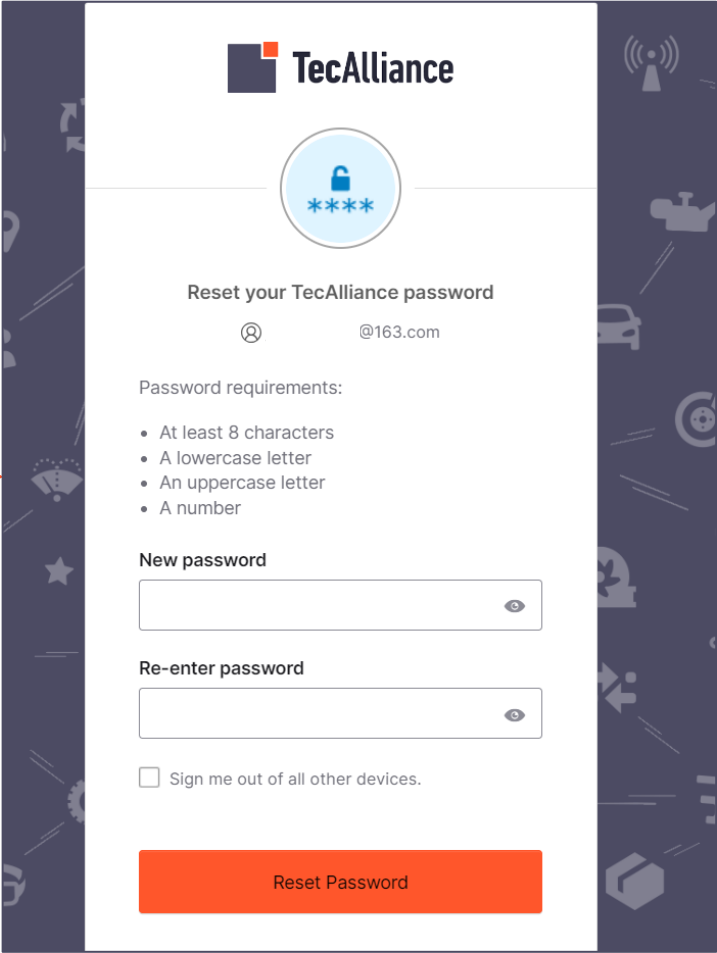 TecAlliance
****
Reset your TecAlliance password
@163.com
Password requirements:
• At least 8 characters
• A lowercase letter
• An uppercase letter
• A number
New password
Re-enter password
Sign me out of all other devices.
Reset Password